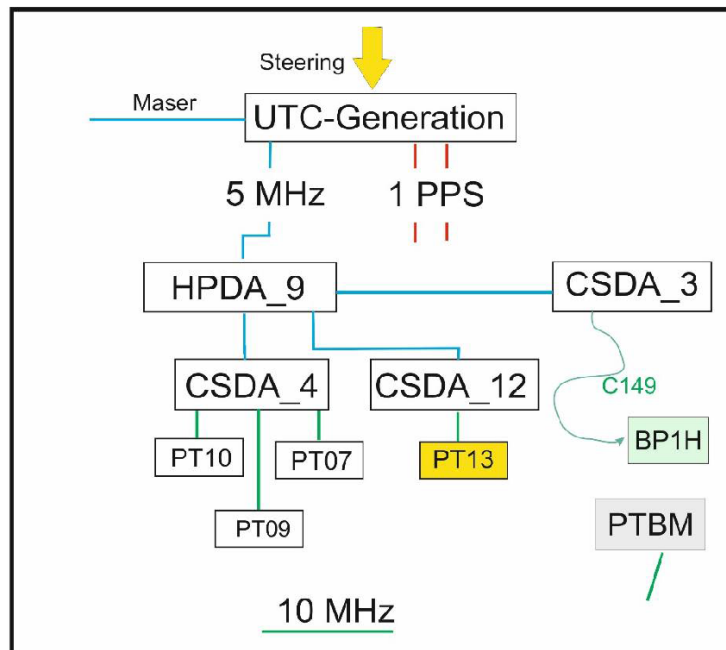 Steering
Maser
UTC-Generation
5 MHz
1 PPS
HPDA_9
CSDA_3
CSDA_4
CSDA_12
C149
PT10
PT07
PT13
BP1H
PT09
PTBM
10 MHz